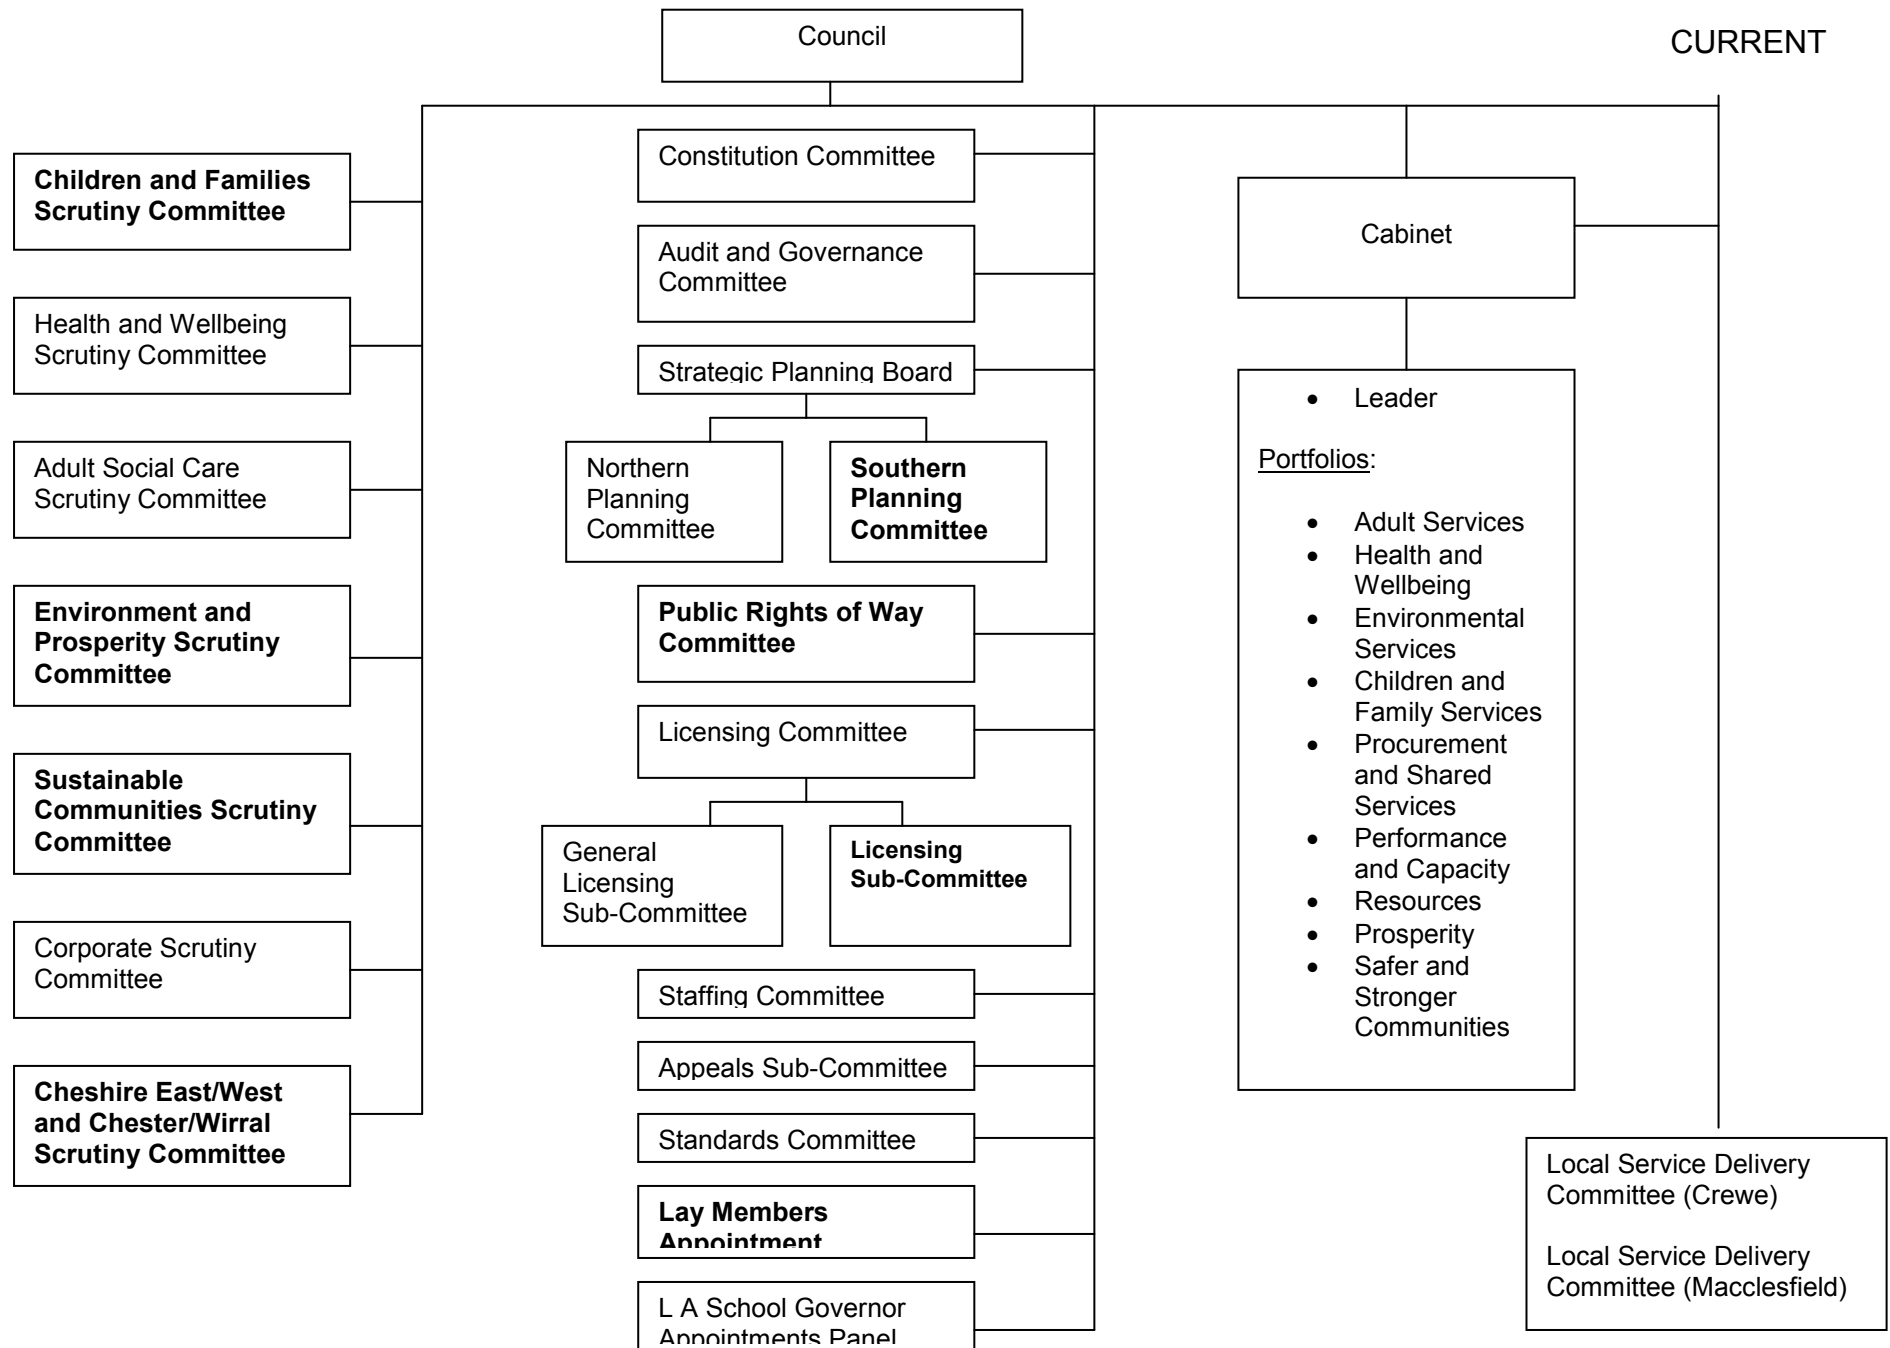 Council
CURRENT
Children and Families
Scrutiny Committee
Health and Wellbeing
Scrutiny Committee
Adult Social Care
Scrutiny Committee
Environment and
Prosperity Scrutiny
Committee
Sustainable
Communities Scrutiny
Committee
Corporate Scrutiny
Committee
Cheshire East/West
and Chester/Wirral
Scrutiny Committee
Constitution Committee
Audit and Governance
Committee
Strategic Planning Board
Northern
Planning
Committee
Southern
Planning
Committee
Public Rights of Way
Committee
Licensing Committee
General
Licensing
Sub-Committee
Licensing
Sub-Committee
Staffing Committee
Appeals Sub-Committee
Standards Committee
Lay Members
Appointment
L A School Governor
Appointments Panel
Cabinet
• Leader
Portfolios:
• Adult Services
• Health and
Wellbeing
• Environmental
Services
• Children and
Family Services
• Procurement
and Shared
Services
• Performance
and Capacity
• Resources
• Prosperity
• Safer and
Stronger
Communities
Local Service Delivery
Committee (Crewe)
Local Service Delivery
Committee (Macclesfield)